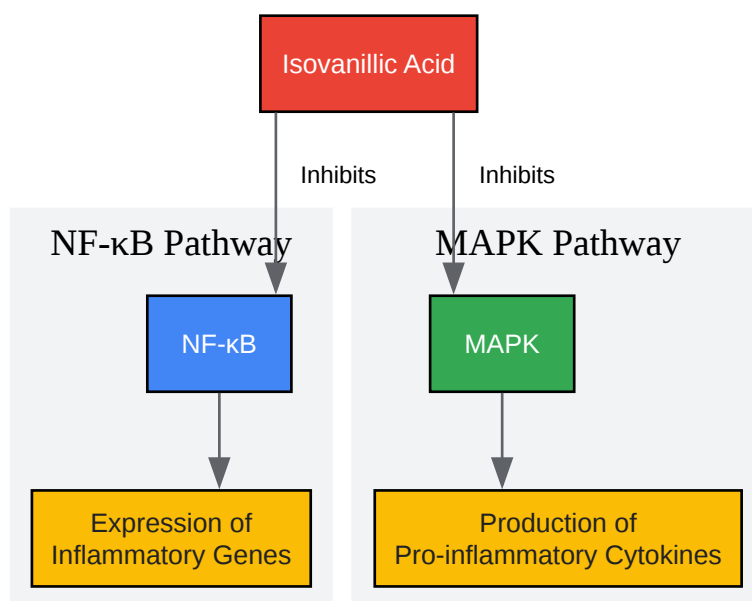 Isovanillic Acid
Inhibits
Inhibits
NF-κB Pathway
MAPK Pathway
NF-κB
MAPK
Expression of
Inflammatory Genes
Production of
Pro-inflammatory Cytokines